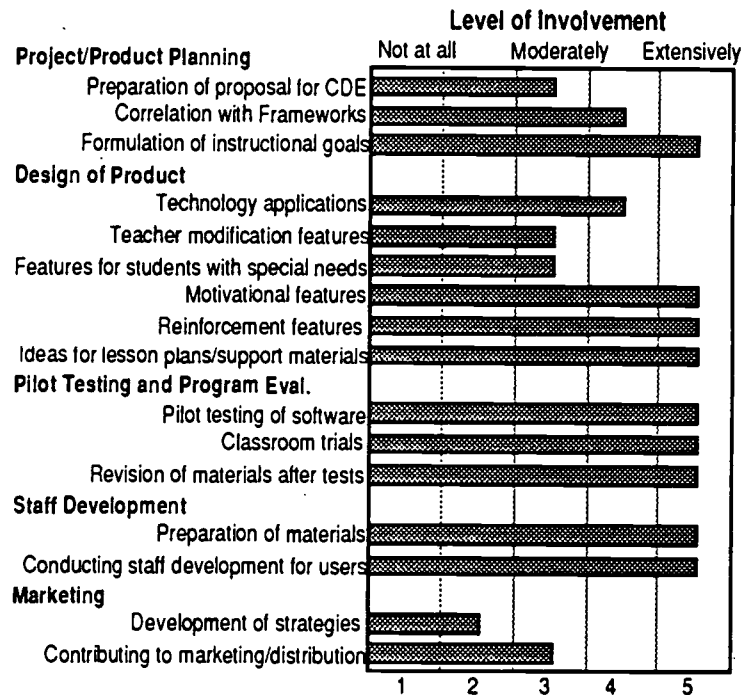 Level of Involvement
Not at all Moderately Extensively
Project/Product Planning
Preparation of proposal for CDE
Correlation with Frameworks
Formulation of instructional goals
Design of Product
Technology applications
Teacher modification features
Features for students with special needs
Motivational features
Reinforcement features
Ideas for lesson plans/support materials
Pilot Testing and Program Eval.
Pilot testing of software
Classroom trials
Revision of materials after tests
Staff Development
Preparation of materials
Conducting staff development for users
Marketing
Development of strategies
Contributing to marketing/distribution
1 2 3 4 5